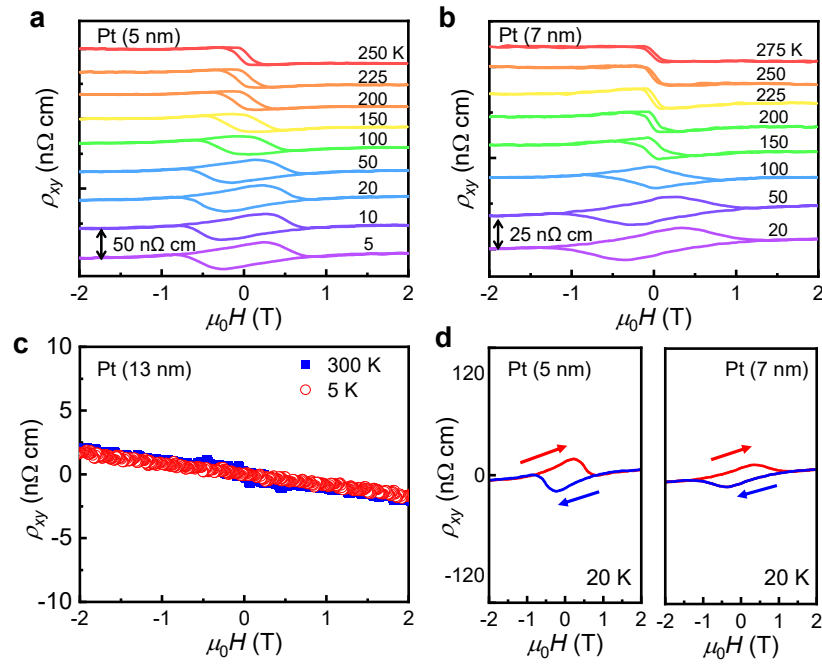 a
Pt (5 nm)
250 K
225
200
150
100
50
20
10
5
50 nΩ cm
ρxy (nΩ cm)
-2 -1 0 1 2
μ0H (T)
b
Pt (7 nm)
275 K
250
225
200
150
100
50
20
25 nΩ cm
ρxy (nΩ cm)
-2 -1 0 1 2
μ0H (T)
c
Pt (13 nm)
300 K
5 K
10
5
0
-5
-10
ρxy (nΩ cm)
-2 -1 0 1 2
μ0H (T)
d
Pt (5 nm)
20 K
120
0
-120
ρxy (nΩ cm)
-2 -1 0 1 2
μ0H (T)
Pt (7 nm)
20 K
-2 -1 0 1 2
μ0H (T)